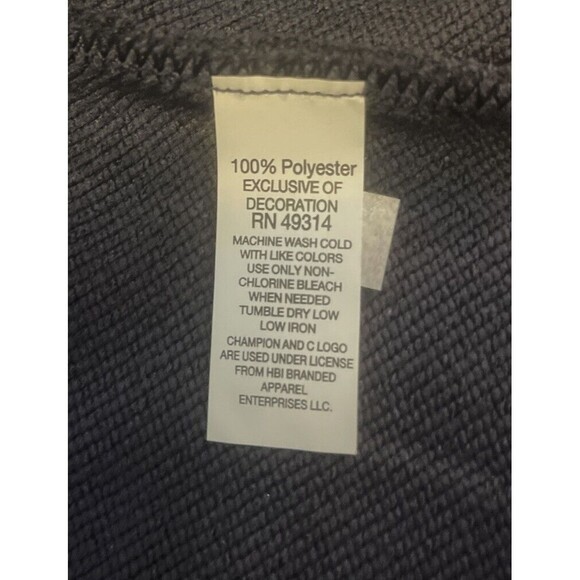 100% Polyester
EXCLUSIVE OF
DECORATION
RN 49314
MACHINE WASH COLD
WITH LIKE COLORS
USE ONLY NON-
CHLORINE BLEACH
WHEN NEEDED
TUMBLE DRY LOW
LOW IRON
CHAMPION AND C LOGO
ARE USED UNDER LICENSE
FROM HBI BRANDED
APPAREL
ENTERPRISES LLC.